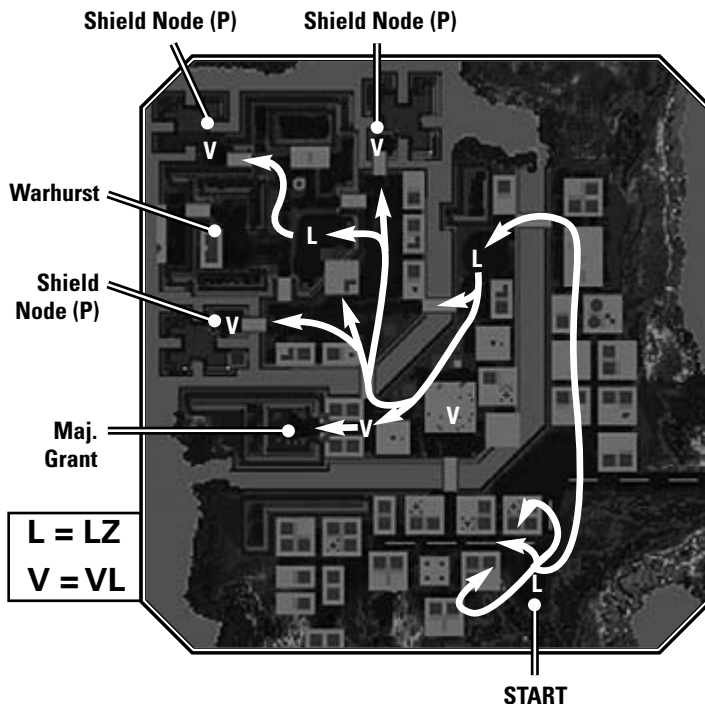 Shield Node (P)
Shield Node (P)
V
V
Warhurst
L
L
Shield
Node (P)
V
V
Maj.
Grant
V
L = LZ
V = VL
L
START